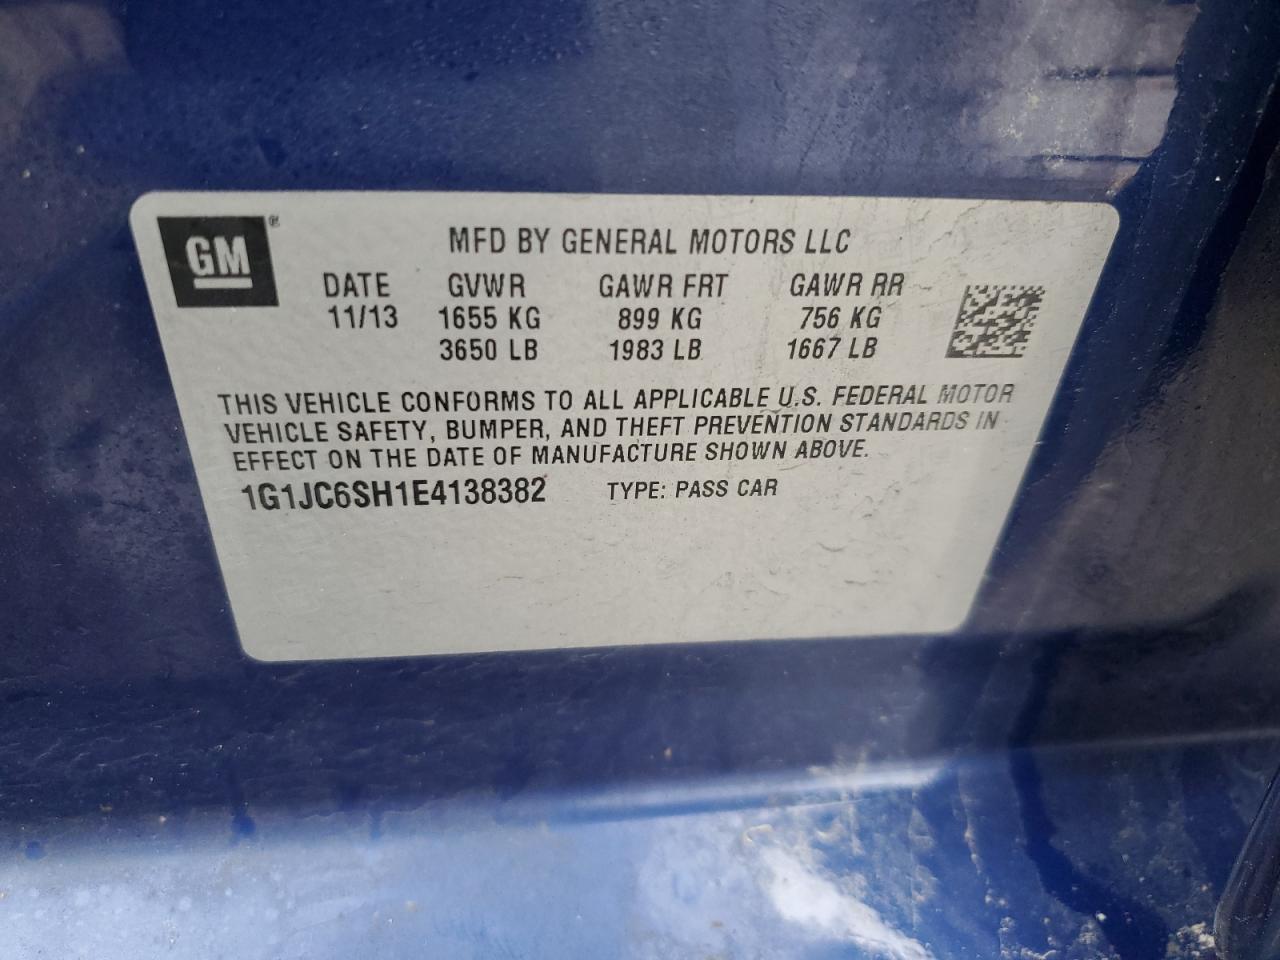 GM®
MFD BY GENERAL MOTORS LLC
DATE GVWR GAWR FRT GAWR RR
11/13 1655 KG 899 KG 756 KG
3650 LB 1983 LB 1667 LB
THIS VEHICLE CONFORMS TO ALL APPLICABLE U.S. FEDERAL MOTOR
VEHICLE SAFETY, BUMPER, AND THEFT PREVENTION STANDARDS IN
EFFECT ON THE DATE OF MANUFACTURE SHOWN ABOVE.
1G1JC6SH1E4138382 TYPE: PASS CAR